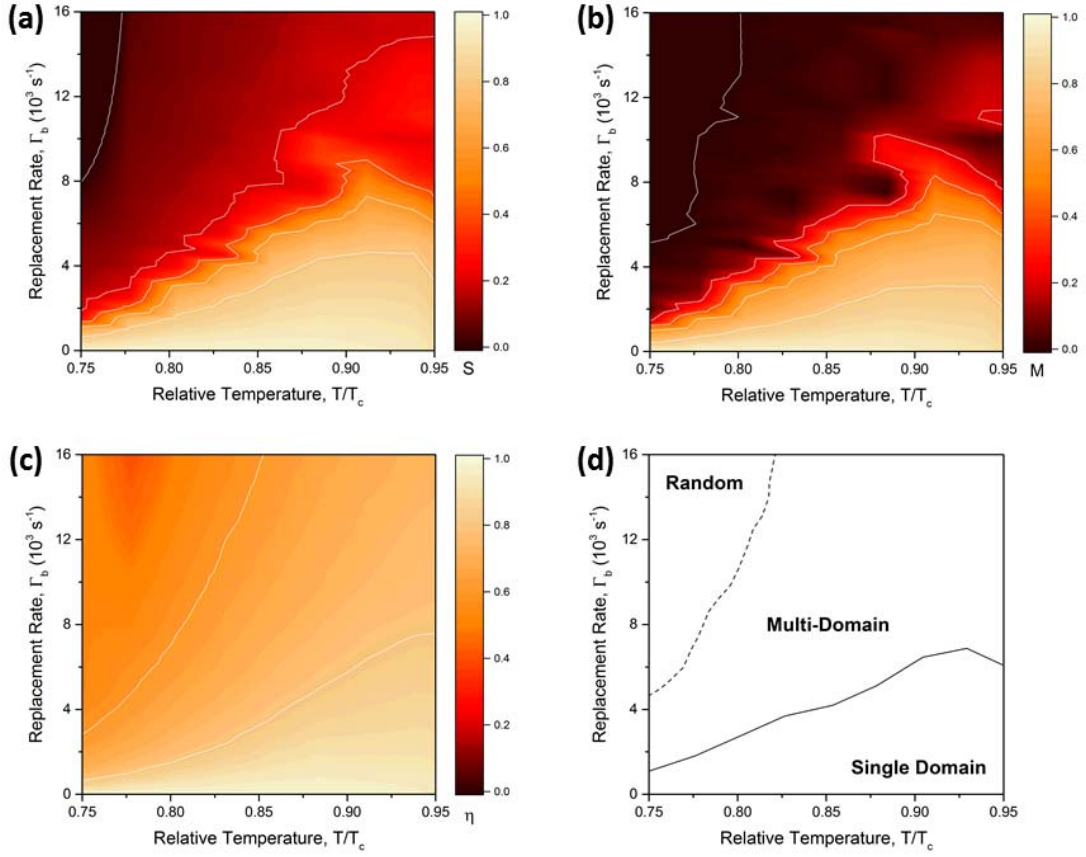 (a)
16
12
8
4
0
Replacement Rate, Γb (10³ s⁻¹)
0.75 0.80 0.85 0.90 0.95
Relative Temperature, T/Tc
1.0
0.8
0.6
0.4
0.2
0.0
S
(b)
16
12
8
4
0
Replacement Rate, Γb (10³ s⁻¹)
0.75 0.80 0.85 0.90 0.95
Relative Temperature, T/Tc
1.0
0.8
0.6
0.4
0.2
0.0
M
(c)
16
12
8
4
0
Replacement Rate, Γb (10³ s⁻¹)
0.75 0.80 0.85 0.90 0.95
Relative Temperature, T/Tc
1.0
0.8
0.6
0.4
0.2
0.0
η
(d)
16
12
8
4
0
Replacement Rate, Γb (10³ s⁻¹)
Random
Multi-Domain
Single Domain
0.75 0.80 0.85 0.90 0.95
Relative Temperature, T/Tc